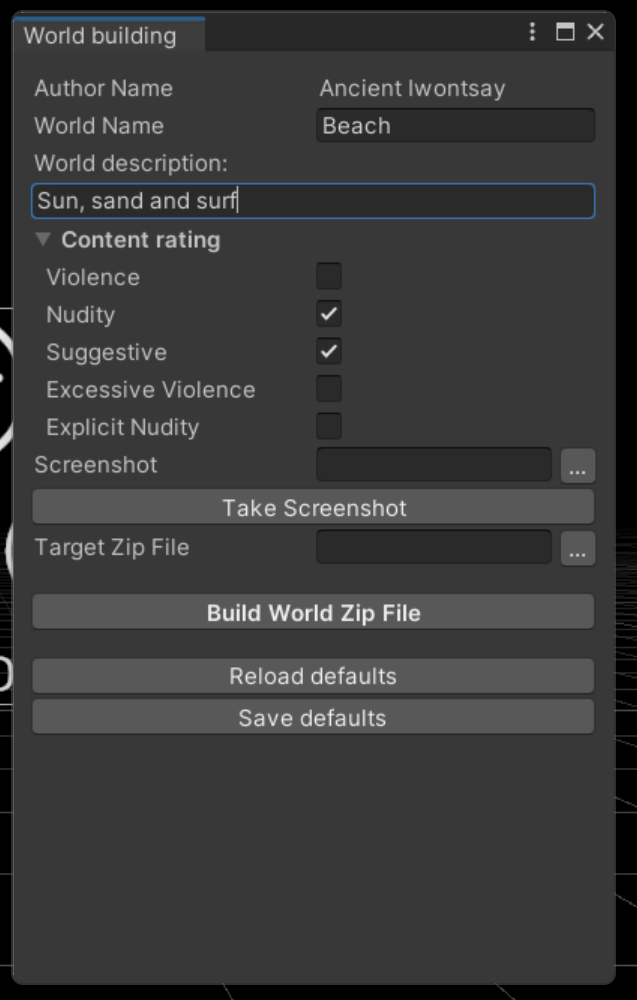 World building
Author Name Ancient Iwontsay
World Name Beach
World description:
Sun, sand and surf
Content rating
Violence
Nudity
Suggestive
Excessive Violence
Explicit Nudity
Screenshot ...
Take Screenshot
Target Zip File ...
Build World Zip File
Reload defaults
Save defaults